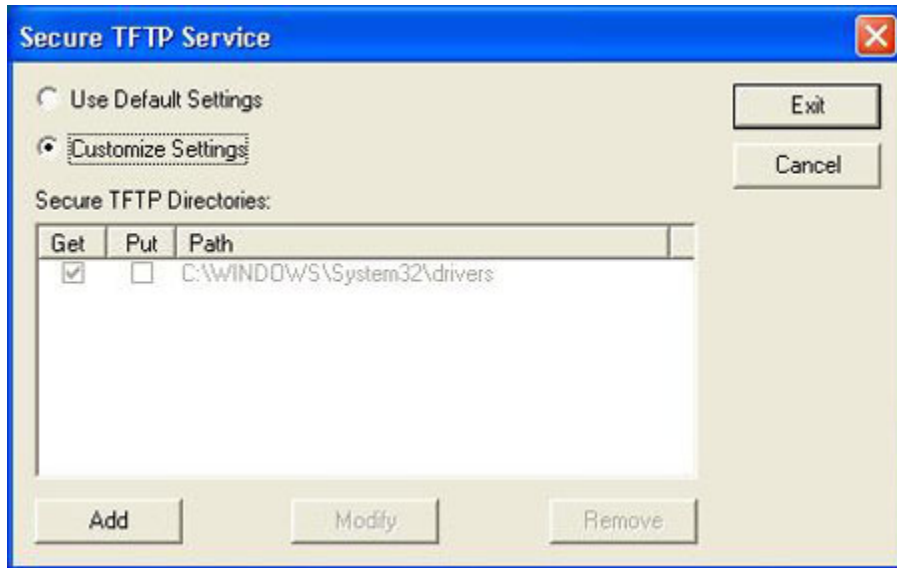 Secure TFTP Service
Use Default Settings
Exit
Customize Settings
Cancel
Secure TFTP Directories:
Get Put Path
C:\WINDOWS\System32\drivers
Add Modify Remove